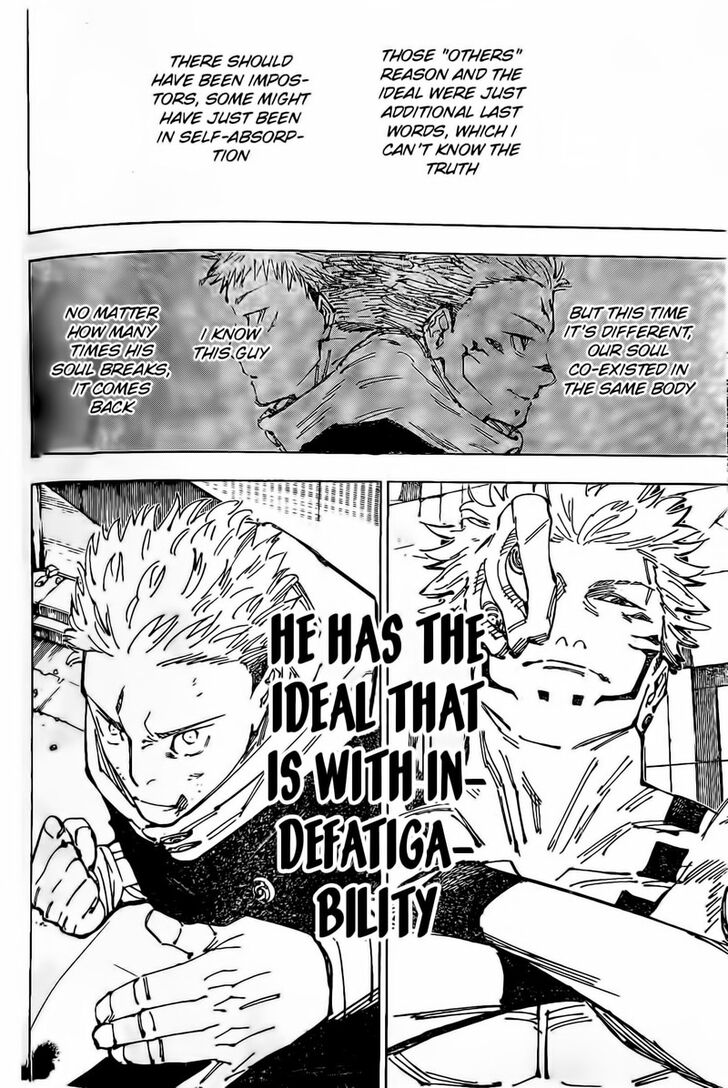 THOSE "OTHERS"
REASON AND THE
IDEAL WERE JUST
ADDITIONAL LAST
WORDS, WHICH I
CAN'T KNOW THE
TRUTH
THERE SHOULD
HAVE BEEN IMPOS-
TORS, SOME MIGHT
HAVE JUST BEEN
IN SELF-ABSORP-
TION
BUT THIS TIME
IT'S DIFFERENT,
OUR SOUL
CO-EXISTED IN
THE SAME BODY
I KNOW
THIS GUY
NO MATTER
HOW MANY
TIMES HIS
SOUL BREAKS,
IT COMES
BACK
HE HAS THE
IDEAL THAT
IS WITH IN-
DEFATIGA-
BILITY